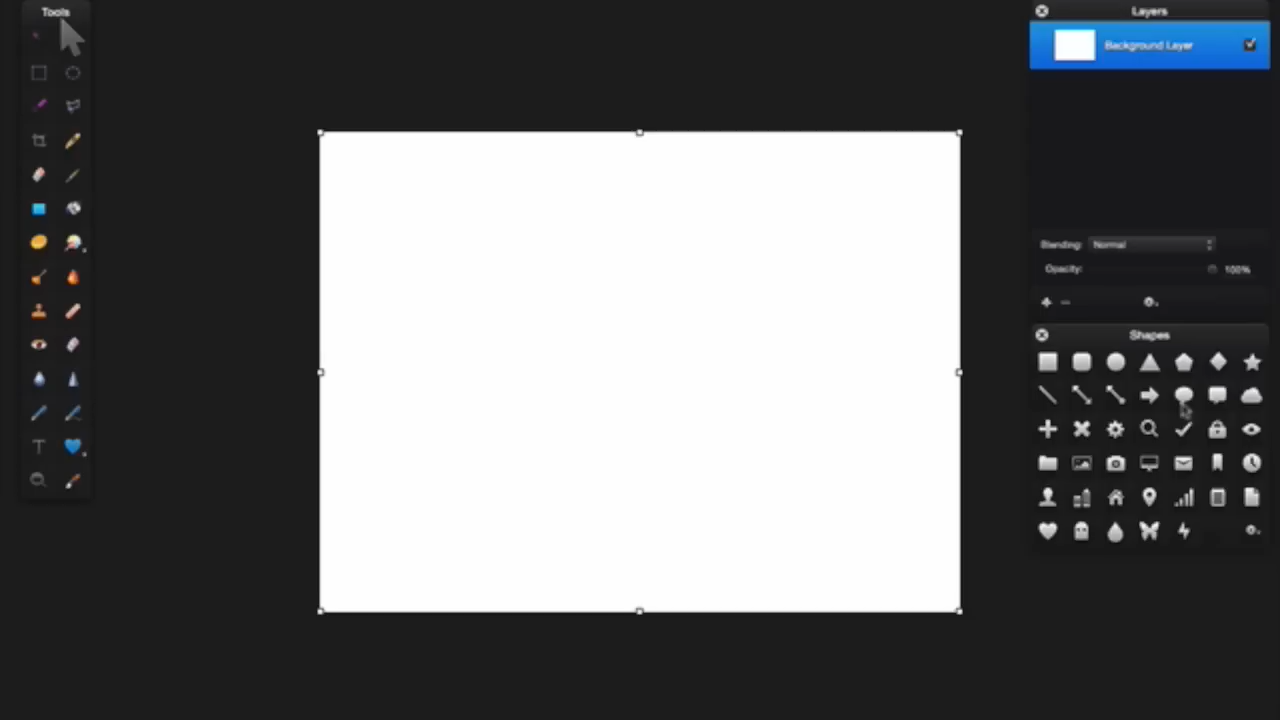 Tools
Layers
Background Layer
Blending: Normal
Opacity: 100%
Shapes